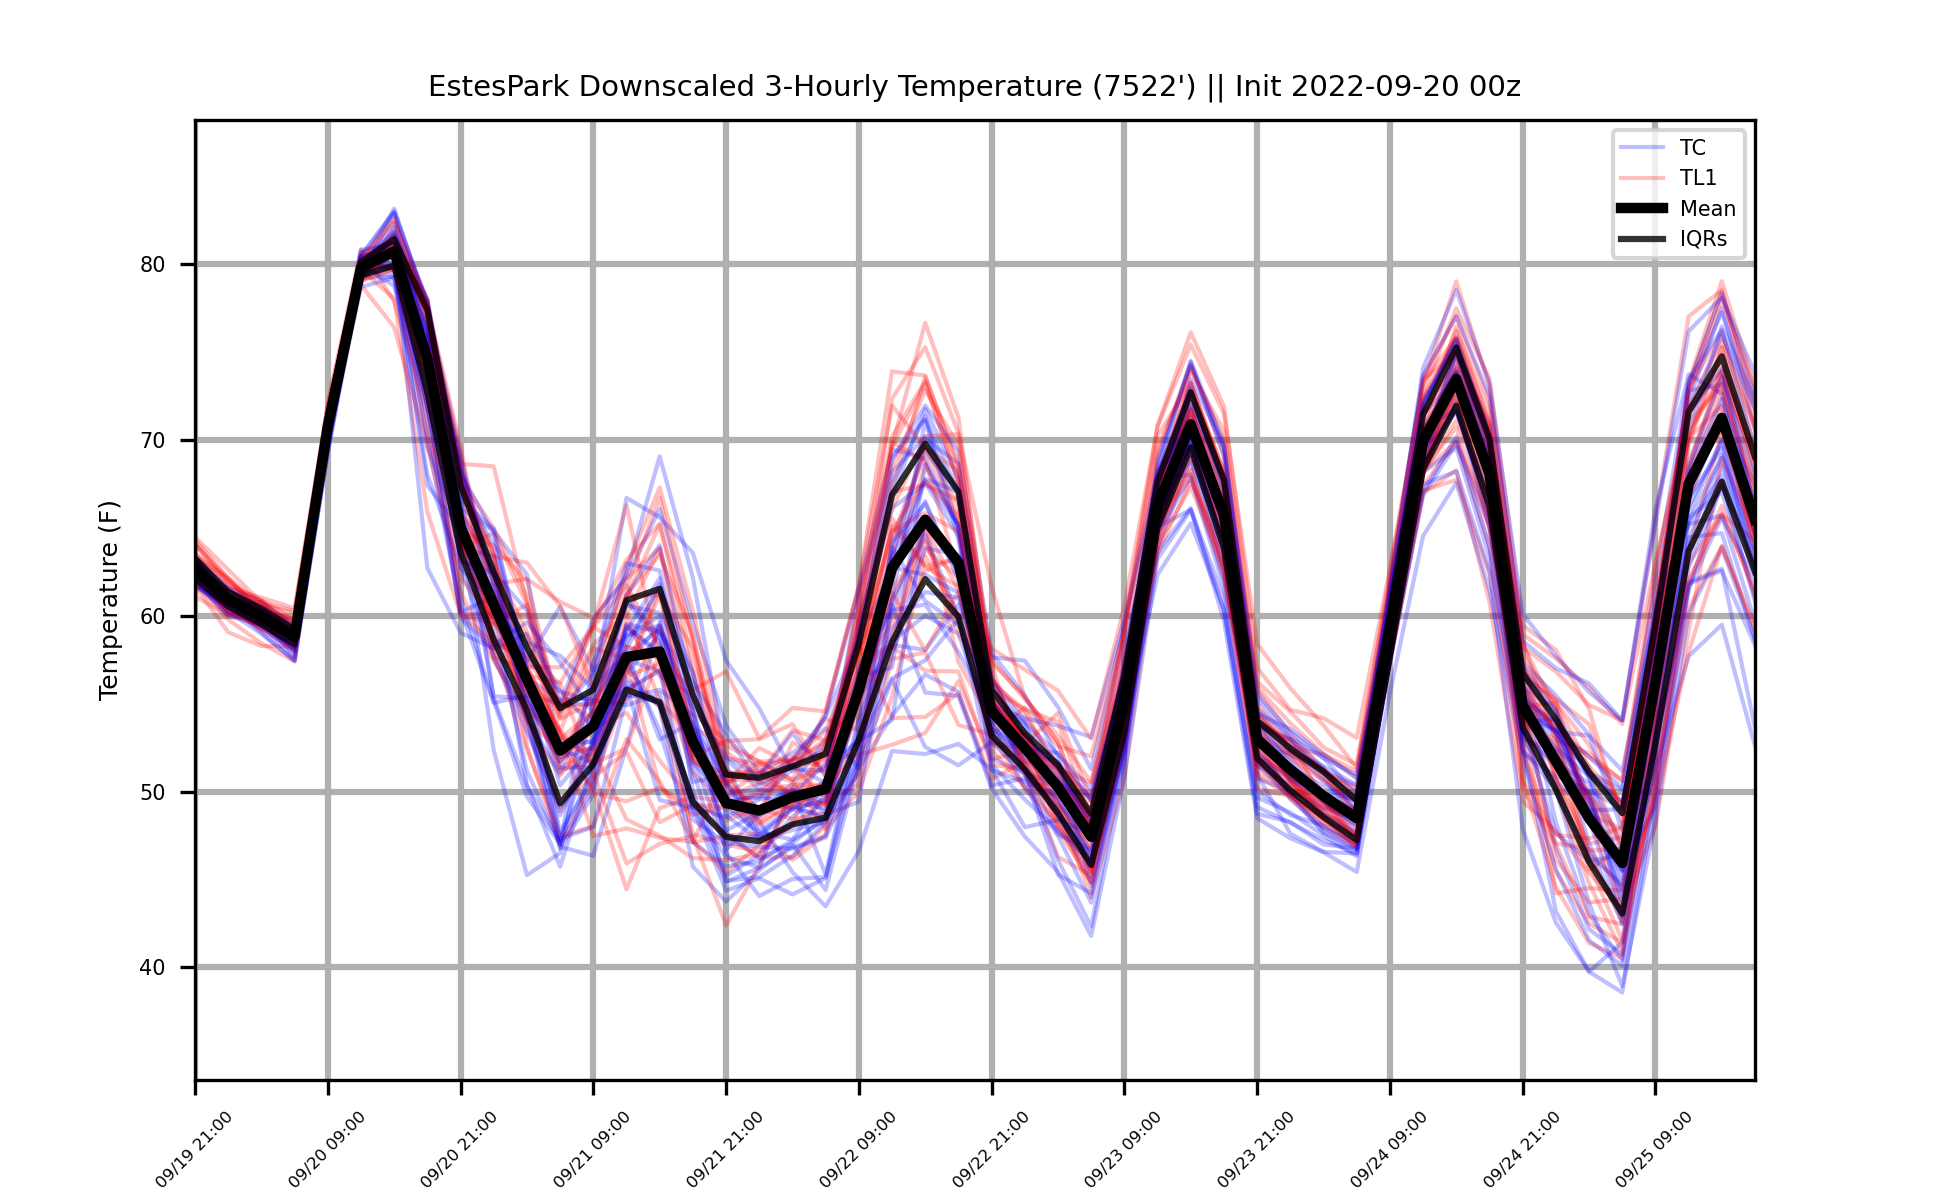 EstesPark Downscaled 3-Hourly Temperature (7522') || Init 2022-09-20 00z
TC
TL1
Mean
IQRs
Temperature (F)
80
70
60
50
40
09/19 21:00
09/20 09:00
09/20 21:00
09/21 09:00
09/21 21:00
09/22 09:00
09/22 21:00
09/23 09:00
09/23 21:00
09/24 09:00
09/24 21:00
09/25 09:00